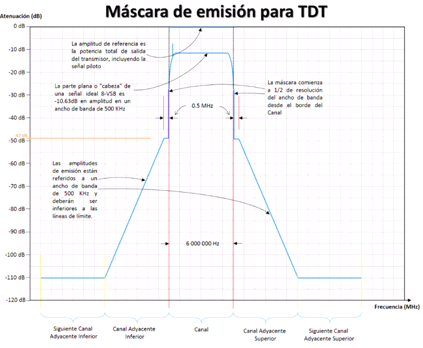 Máscara de emisión para TDT
Atenuación (dB)
0 dB
-10 dB
-20 dB
-30 dB
-40 dB
-50 dB
-60 dB
-70 dB
-80 dB
-90 dB
-100 dB
-110 dB
-120 dB
La amplitud de referencia es
la potencia total de salida
del transmisor, incluyendo la
señal piloto
La parte plana o "cabeza" de
una señal ideal 8-VSB es
-10.63dB en amplitud en un
ancho de banda de 500 KHz
0.5 MHz
La máscara comienza
a 1/2 de resolución
del ancho de banda
desde el borde del
Canal
Las amplitudes
de emisión están
referidos a un
ancho de banda
de 500 KHz y
deberán ser
inferiores a las
líneas de límite.
6 000 000 Hz
Frecuencia (MHz)
Siguiente Canal
Adyacente Inferior
Canal Adyacente
Inferior
Canal
Canal Adyacente
Superior
Siguiente Canal
Adyacente Superior